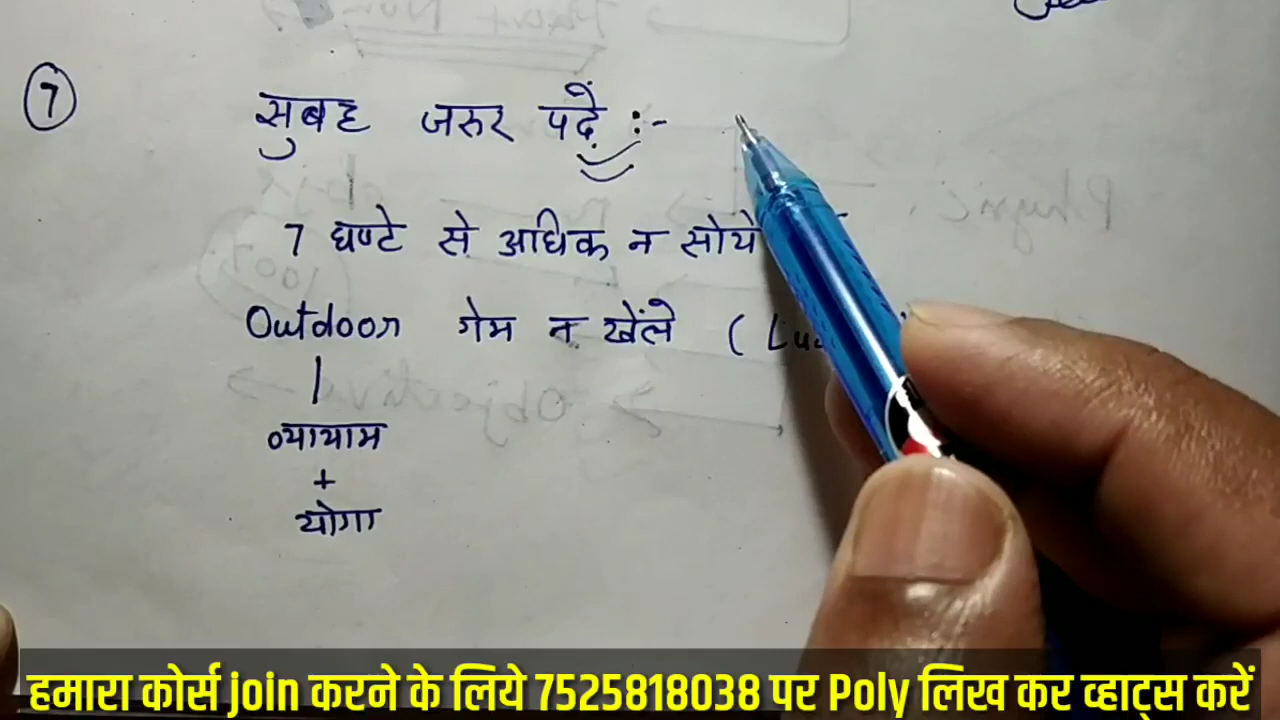 7
सुबह जरुर पढ़ें :-
7 घण्टे से अधिक न सोये
Outdoor गेम न खेंले (
व्यायाम
+
योगा
हमारा कोर्स join करने के लिये 7525818038 पर Poly लिख कर व्हाट्स करें